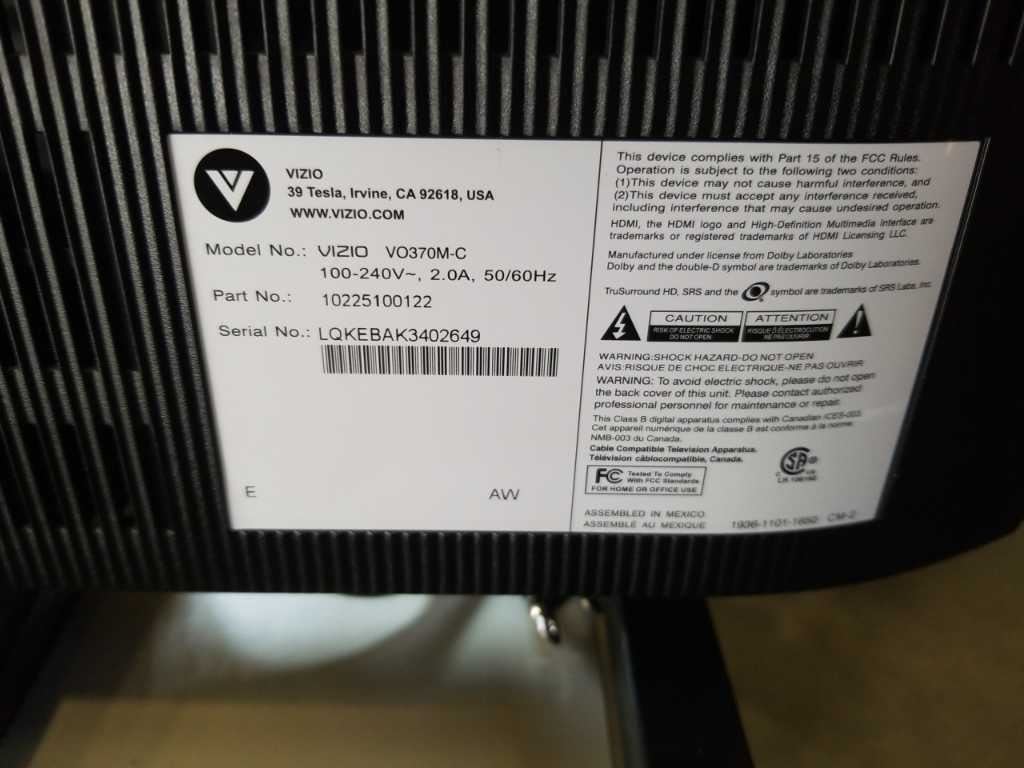 VIZIO
39 Tesla, Irvine, CA 92618, USA
WWW.VIZIO.COM
Model No.: VIZIO VO370M-C
100-240V~, 2.0A, 50/60Hz
Part No.: 10225100122
Serial No.: LQKEBAK3402649
E AW
This device complies with Part 15 of the FCC Rules.
Operation is subject to the following two conditions:
(1)This device may not cause harmful interference, and
(2)This device must accept any interference received,
including interference that may cause undesired operation.
HDMI, the HDMI logo and High-Definition Multimedia Interface are
trademarks or registered trademarks of HDMI Licensing LLC.
Manufactured under license from Dolby Laboratories
Dolby and the double-D symbol are trademarks of Dolby Laboratories.
TruSurround HD, SRS and the symbol are trademarks of SRS Labs, Inc.
CAUTION
RISK OF ELECTRIC SHOCK
DO NOT OPEN
ATTENTION
RISQUE D'ELECTROCUTION
NE PAS OUVRIR
WARNING:SHOCK HAZARD-DO NOT OPEN
AVIS:RISQUE DE CHOC ELECTRIQUE-NE PAS OUVRIR
WARNING: To avoid electric shock, please do not open
the back cover of this unit. Please contact authorized
professional personnel for maintenance or repair.
This Class B digital apparatus complies with Canadian ICES-003.
Cet appareil numérique de la classe B est conforme à la norme
NMB-003 du Canada.
Cable Compatible Television Apparatus.
Télévision câblocompatible, Canada.
FC Tested To Comply
With FCC Standards
FOR HOME OR OFFICE USE
ASSEMBLED IN MEXICO
ASSEMBLÉ AU MEXIQUE
1936-1101-1650 CM-2